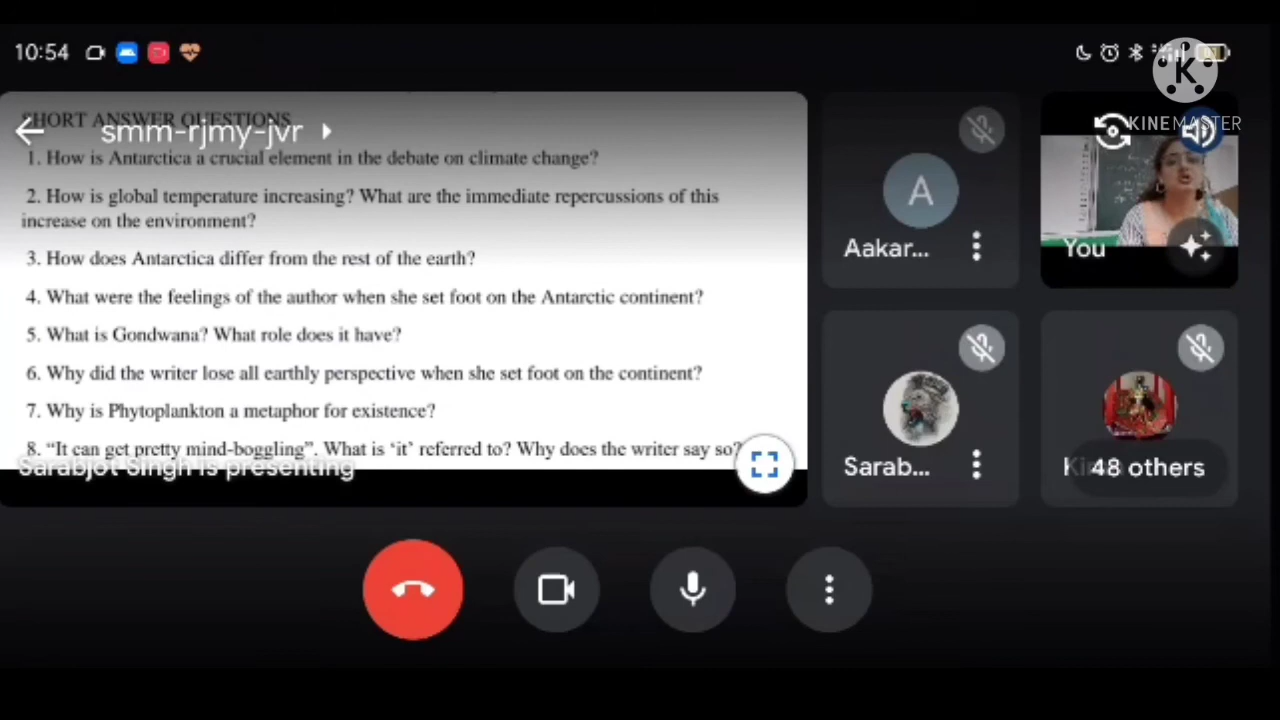 10:54
KINEMASTER
K
SHORT ANSWER QUESTIONS
smm-rjmy-jvr
1. How is Antarctica a crucial element in the debate on climate change?
2. How is global temperature increasing? What are the immediate repercussions of this
increase on the environment?
3. How does Antarctica differ from the rest of the earth?
4. What were the feelings of the author when she set foot on the Antarctic continent?
5. What is Gondwana? What role does it have?
6. Why did the writer lose all earthly perspective when she set foot on the continent?
7. Why is Phytoplankton a metaphor for existence?
8. “It can get pretty mind-boggling”. What is ‘it’ referred to? Why does the writer say so?
Sarabjot Singh is presenting
A
Aakar...
You
Sarab...
48 others